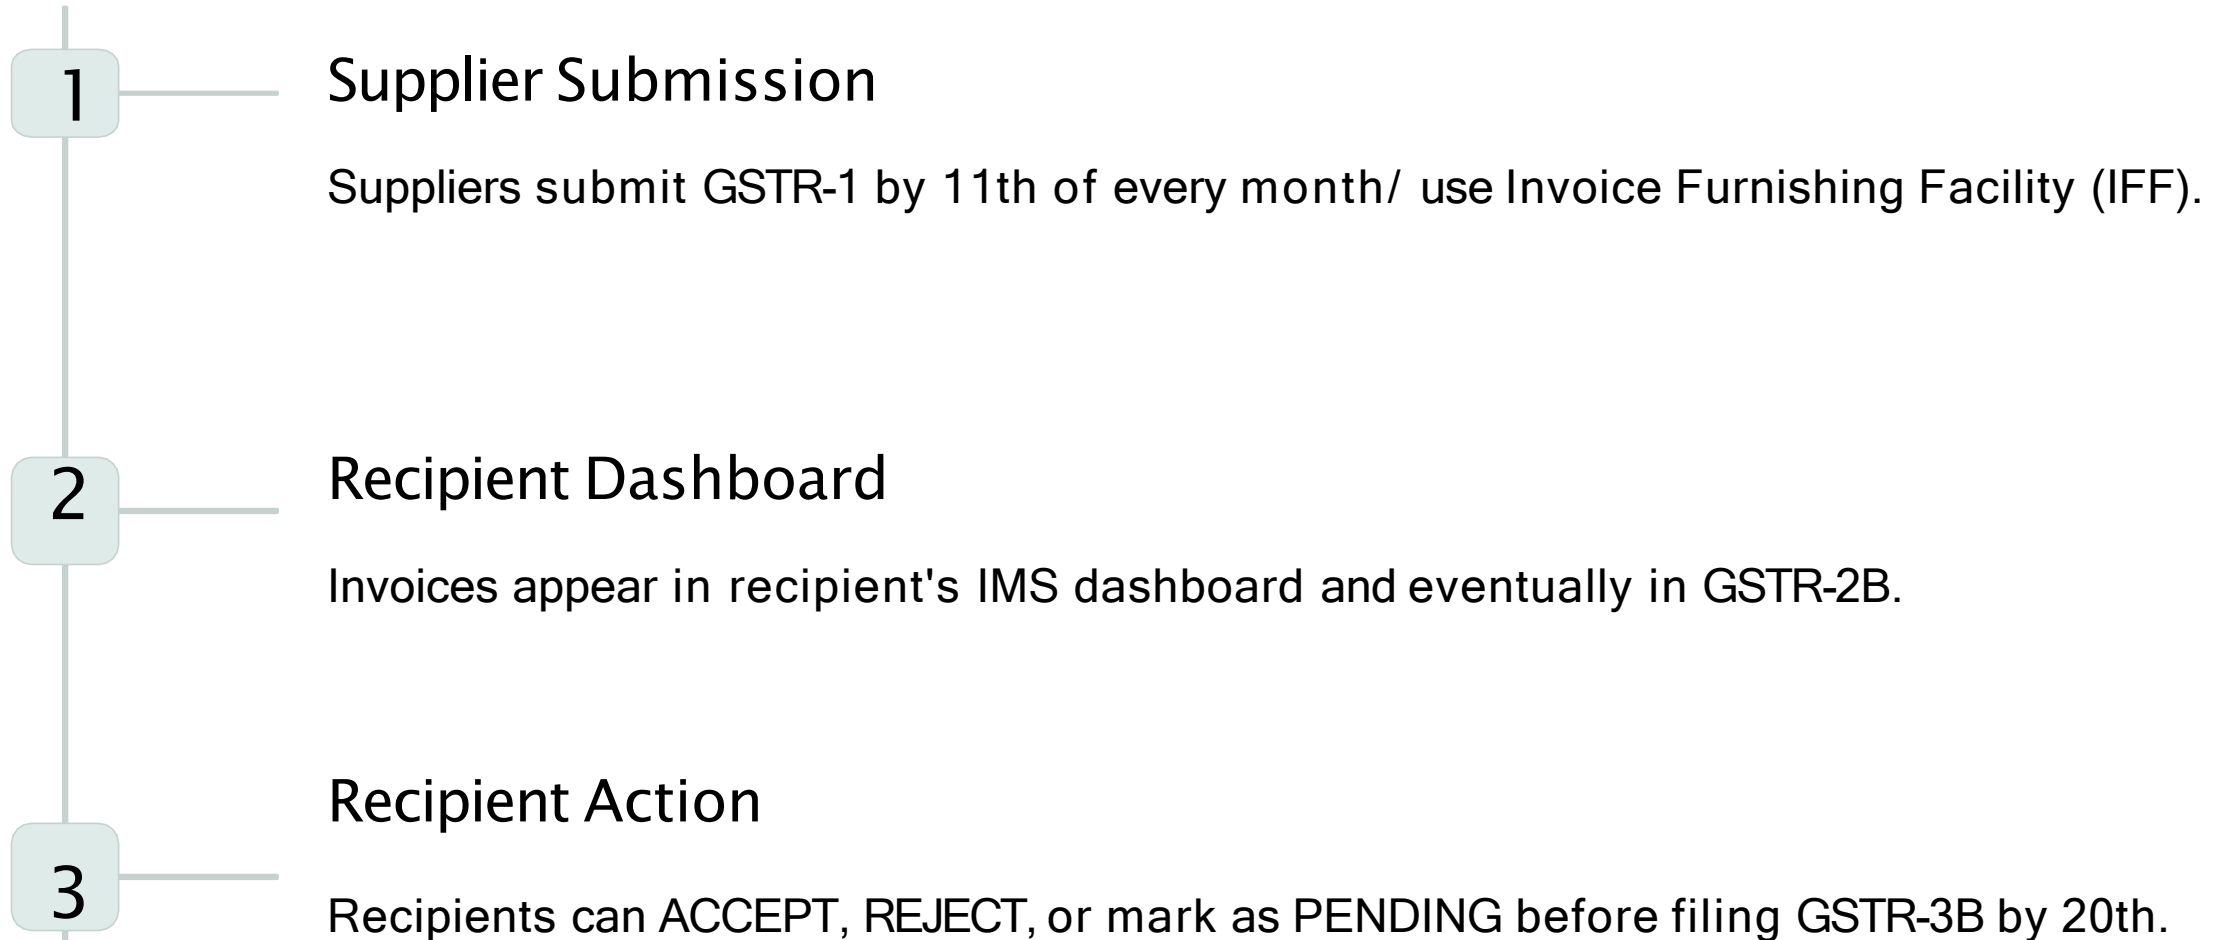 1
Supplier Submission
Suppliers submit GSTR-1 by 11th of every month/ use Invoice Furnishing Facility (IFF).
2
Recipient Dashboard
Invoices appear in recipient's IMS dashboard and eventually in GSTR-2B.
3
Recipient Action
Recipients can ACCEPT, REJECT, or mark as PENDING before filing GSTR-3B by 20th.